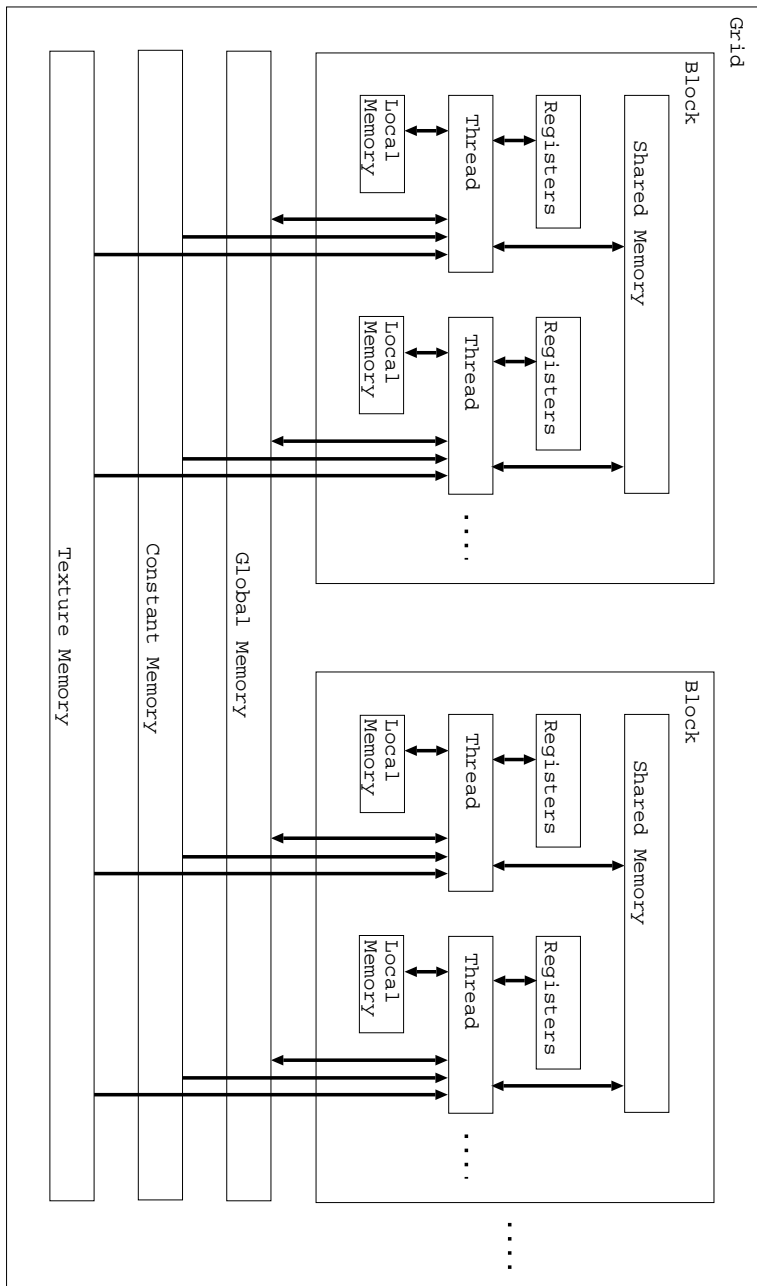 Grid
Block
Shared Memory
Registers
Registers
Thread
Thread
....
Local
Memory
Local
Memory
Block
Shared Memory
Registers
Registers
Thread
Thread
....
Local
Memory
Local
Memory
....
Global Memory
Constant Memory
Texture Memory